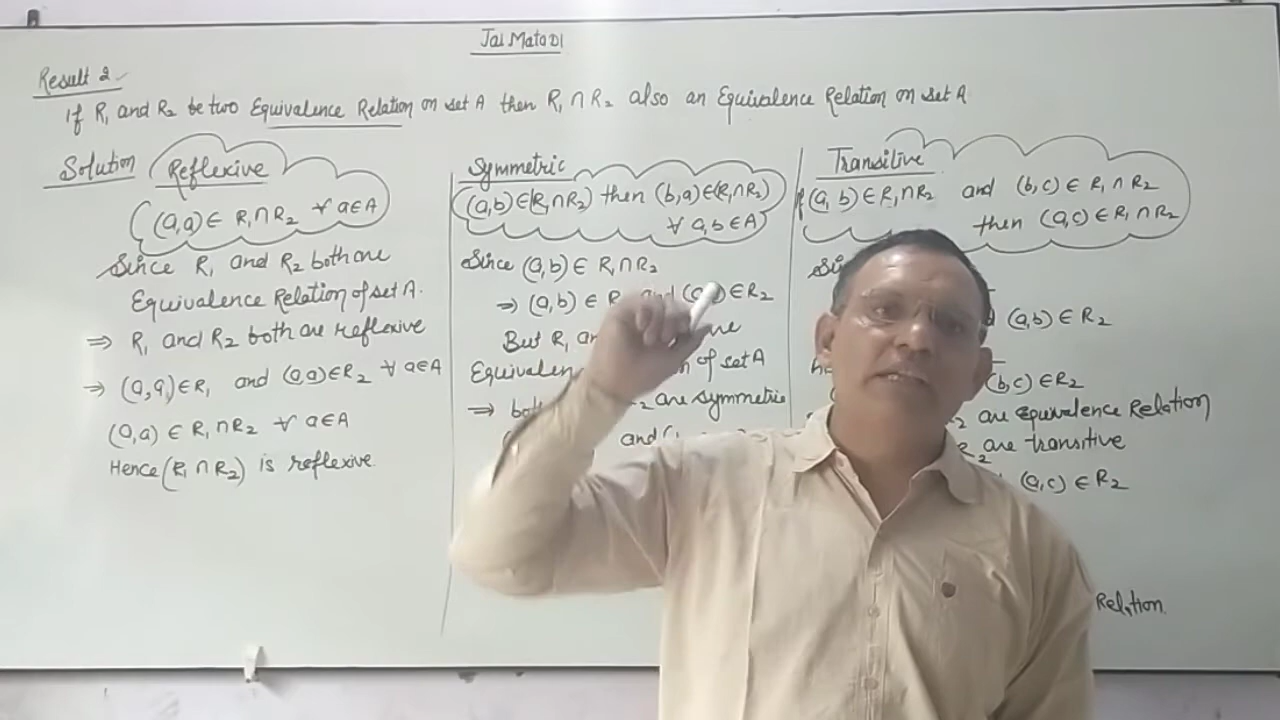 Jai Mata DI
Result 2
If R₁ and R₂ be two Equivalence Relation on set A then R₁ ∩ R₂ also an Equivalence Relation on set A
Solution
Reflexive
(a,a) ∈ R₁∩R₂ ∀ a∈A
Since R₁ and R₂ both are
Equivalence Relation of set A.
⇒ R₁ and R₂ both are reflexive
⇒ (a,a)∈R₁ and (a,a)∈R₂ ∀ a∈A
(a,a) ∈ R₁∩R₂ ∀ a∈A
Hence (R₁ ∩ R₂) is reflexive
Symmetric
(a,b)∈(R₁∩R₂) then (b,a)∈(R₁∩R₂)
∀ a,b∈A
Since (a,b) ∈ R₁∩R₂
⇒ (a,b) ∈ and ∈R₂
But R₁
of set A
⇒ are symmetric
and
Transitive
(a,b)∈R₁∩R₂ and (b,c)∈ R₁∩R₂
then (a,c)∈R₁∩R₂
(a,b)∈R₂
(b,c)∈R₂
are equivalence Relation
are transitive
(a,c)∈R₂
Relation.